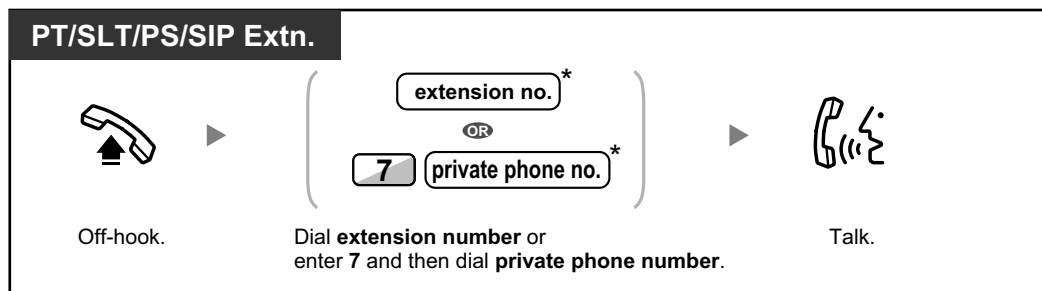 PT/SLT/PS/SIP Extn.
extension no.*
OR
7 private phone no.*
Off-hook.
Dial extension number or
enter 7 and then dial private phone number.
Talk.